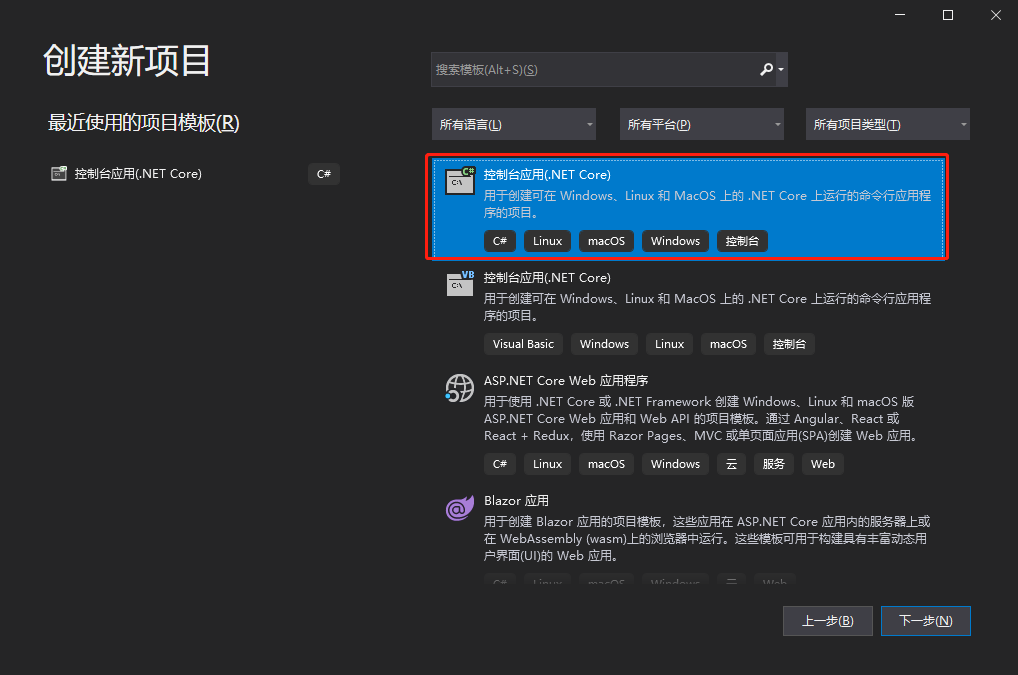 创建新项目
搜索模板(Alt+S)(S)
最近使用的项目模板(R)
所有语言(L)
所有平台(P)
所有项目类型(T)
控制台应用(.NET Core)
C#
C#
C:\
控制台应用(.NET Core)
用于创建可在 Windows、Linux 和 MacOS 上的 .NET Core 上运行的命令行应用程
序的项目。
C# Linux macOS Windows 控制台
VB
C:\
控制台应用(.NET Core)
用于创建可在 Windows、Linux 和 MacOS 上的 .NET Core 上运行的命令行应用程
序的项目。
Visual Basic Windows Linux macOS 控制台
ASP.NET Core Web 应用程序
用于使用 .NET Core 或 .NET Framework 创建 Windows、Linux 和 macOS 版
ASP.NET Core Web 应用和 Web API 的项目模板。通过 Angular、React 或
React + Redux，使用 Razor Pages、MVC 或单页面应用(SPA)创建 Web 应用。
C# Linux macOS Windows 云 服务 Web
Blazor 应用
用于创建 Blazor 应用的项目模板，这些应用在 ASP.NET Core 应用内的服务器上或
在 WebAssembly (wasm)上的浏览器中运行。这些模板可用于构建具有丰富动态用
户界面(UI)的 Web 应用。
C# Linux macOS Windows 云 Web
上一步(B)
下一步(N)